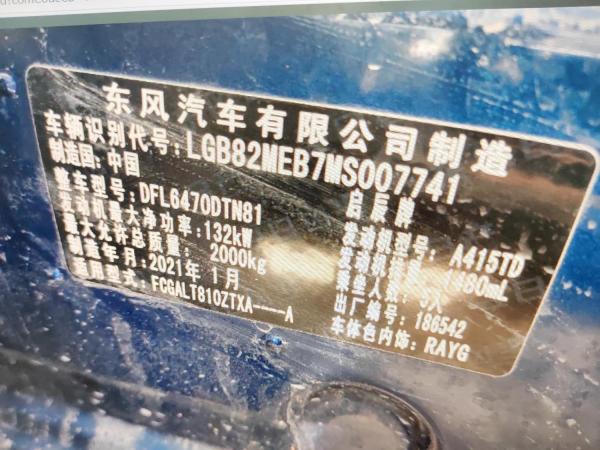 东风汽车有限公司制造
车辆识别代号:LGB82MEB7MS007741
制造国:中国 启辰牌
整车型号:DFL6470DTN81 发动机型号:A415TD
发动机最大净功率:132kW 发动机排量:1480mL
最大允许总质量:2000kg 乘坐人数:5人
制造年月:2021年1月 出厂编号:186542
适用型式:FCGALT810ZTXA----A 车体色内饰:RAYG